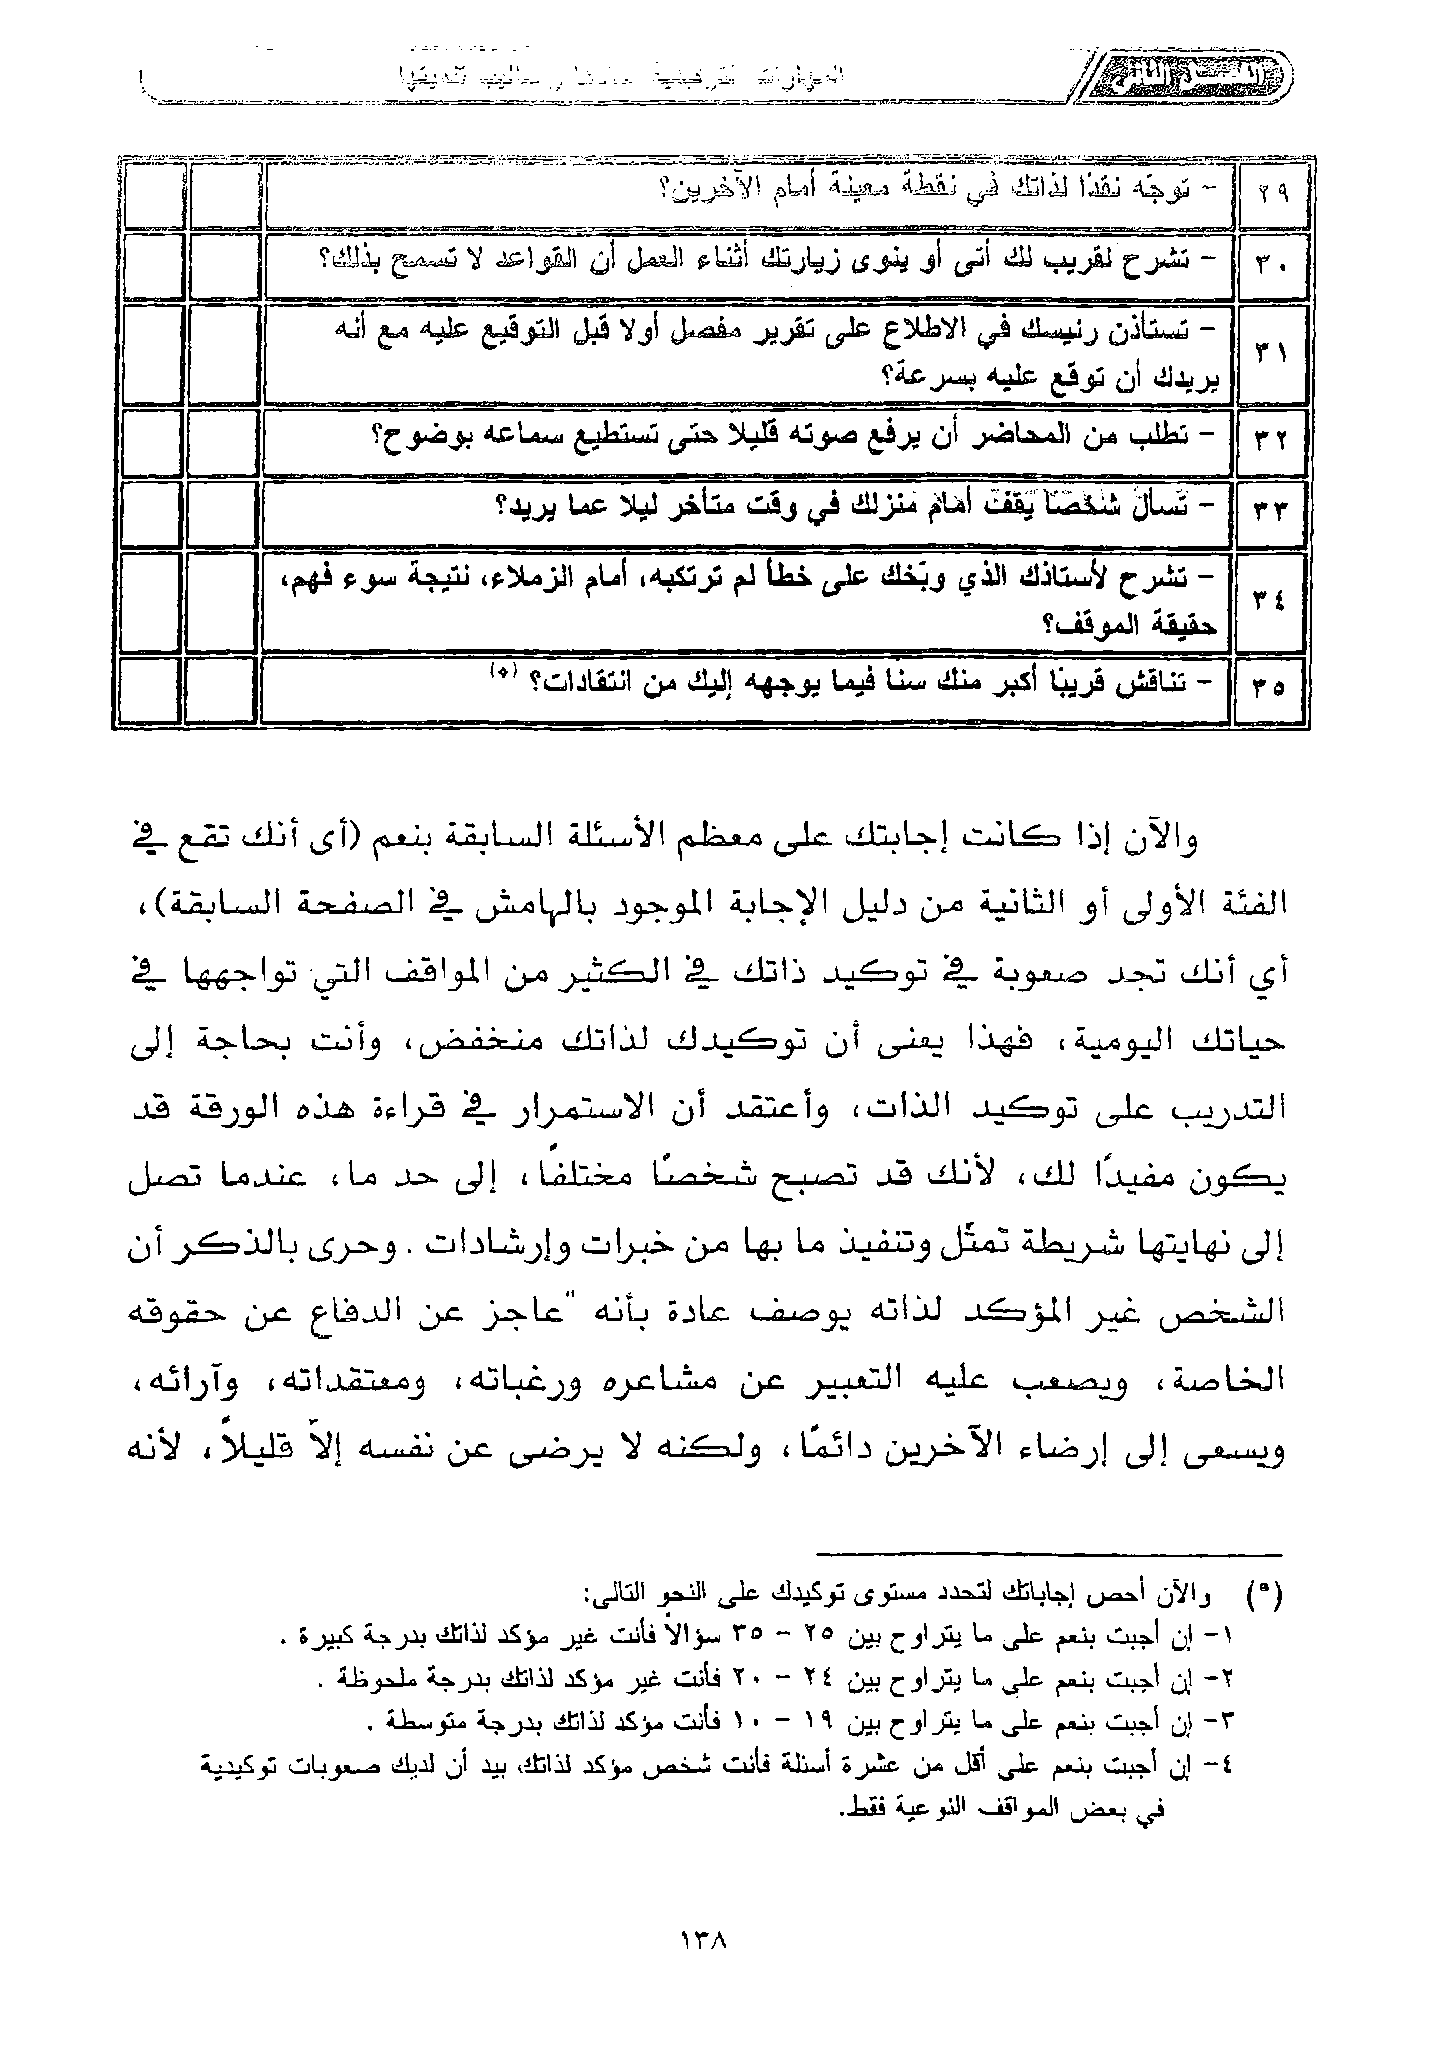 الفصل الثاني
المهارات
٢٩ - توجّه نقدًا لذاتك في نقطة معينة أمام الآخرين؟
٣٠ - تشرح لقريب لك أتى أو ينوى زيارتك أثناء العمل أن القواعد لا تسمح بذلك؟
٣١ - تستأذن رئيسك في الاطلاع على تقرير مفصل أولا قبل التوقيع عليه مع أنه
يريدك أن توقع عليه بسرعة؟
٣٢ - تطلب من المحاضر أن يرفع صوته قليلا حتى تستطيع سماعه بوضوح؟
٣٣ - تسأل شخصًا يقف أمام منزلك في وقت متأخر ليلا عما يريد؟
٣٤ - تشرح لأستاذك الذي وبّخك على خطأ لم ترتكبه، أمام الزملاء، نتيجة سوء فهم،
حقيقة الموقف؟
٣٥ - تناقش قريبًا أكبر منك سنا فيما يوجهه إليك من انتقادات؟ (*)
والآن إذا كانت إجابتك على معظم الأسئلة السابقة بنعم (أى أنك تقع في
الفئة الأولى أو الثانية من دليل الإجابة الموجود بالهامش في الصفحة السابقة)،
أي أنك تجد صعوبة في توكيد ذاتك في الكثير من المواقف التي تواجهها في
حياتك اليومية، فهذا يعنى أن توكيدك لذاتك منخفض، وأنت بحاجة إلى
التدريب على توكيد الذات، وأعتقد أن الاستمرار في قراءة هذه الورقة قد
يكون مفيدًا لك، لأنك قد تصبح شخصًا مختلفًا، إلى حد ما، عندما تصل
إلى نهايتها شريطة تمثّل وتنفيذ ما بها من خبرات وإرشادات. وحرى بالذكر أن
الشخص غير المؤكد لذاته يوصف عادة بأنه "عاجز عن الدفاع عن حقوقه
الخاصة، ويصعب عليه التعبير عن مشاعره ورغباته، ومعتقداته، وآرائه،
ويسعى إلى إرضاء الآخرين دائمًا، ولكنه لا يرضى عن نفسه إلاّ قليلاً، لأنه
(*) والآن أحص إجاباتك لتحدد مستوى توكيدك على النحو التالى:
١- إن أجبت بنعم على ما يتراوح بين ٢٥ - ٣٥ سؤالاً فأنت غير مؤكد لذاتك بدرجة كبيرة.
٢- إن أجبت بنعم على ما يتراوح بين ٢٤ - ٢٠ فأنت غير مؤكد لذاتك بدرجة ملحوظة.
٣- إن أجبت بنعم على ما يتراوح بين ١٩ - ١٠ فأنت مؤكد لذاتك بدرجة متوسطة.
٤- إن أجبت بنعم على أقل من عشرة أسئلة فأنت شخص مؤكد لذاتك، بيد أن لديك صعوبات توكيدية
في بعض المواقف النوعية فقط.
١٣٨